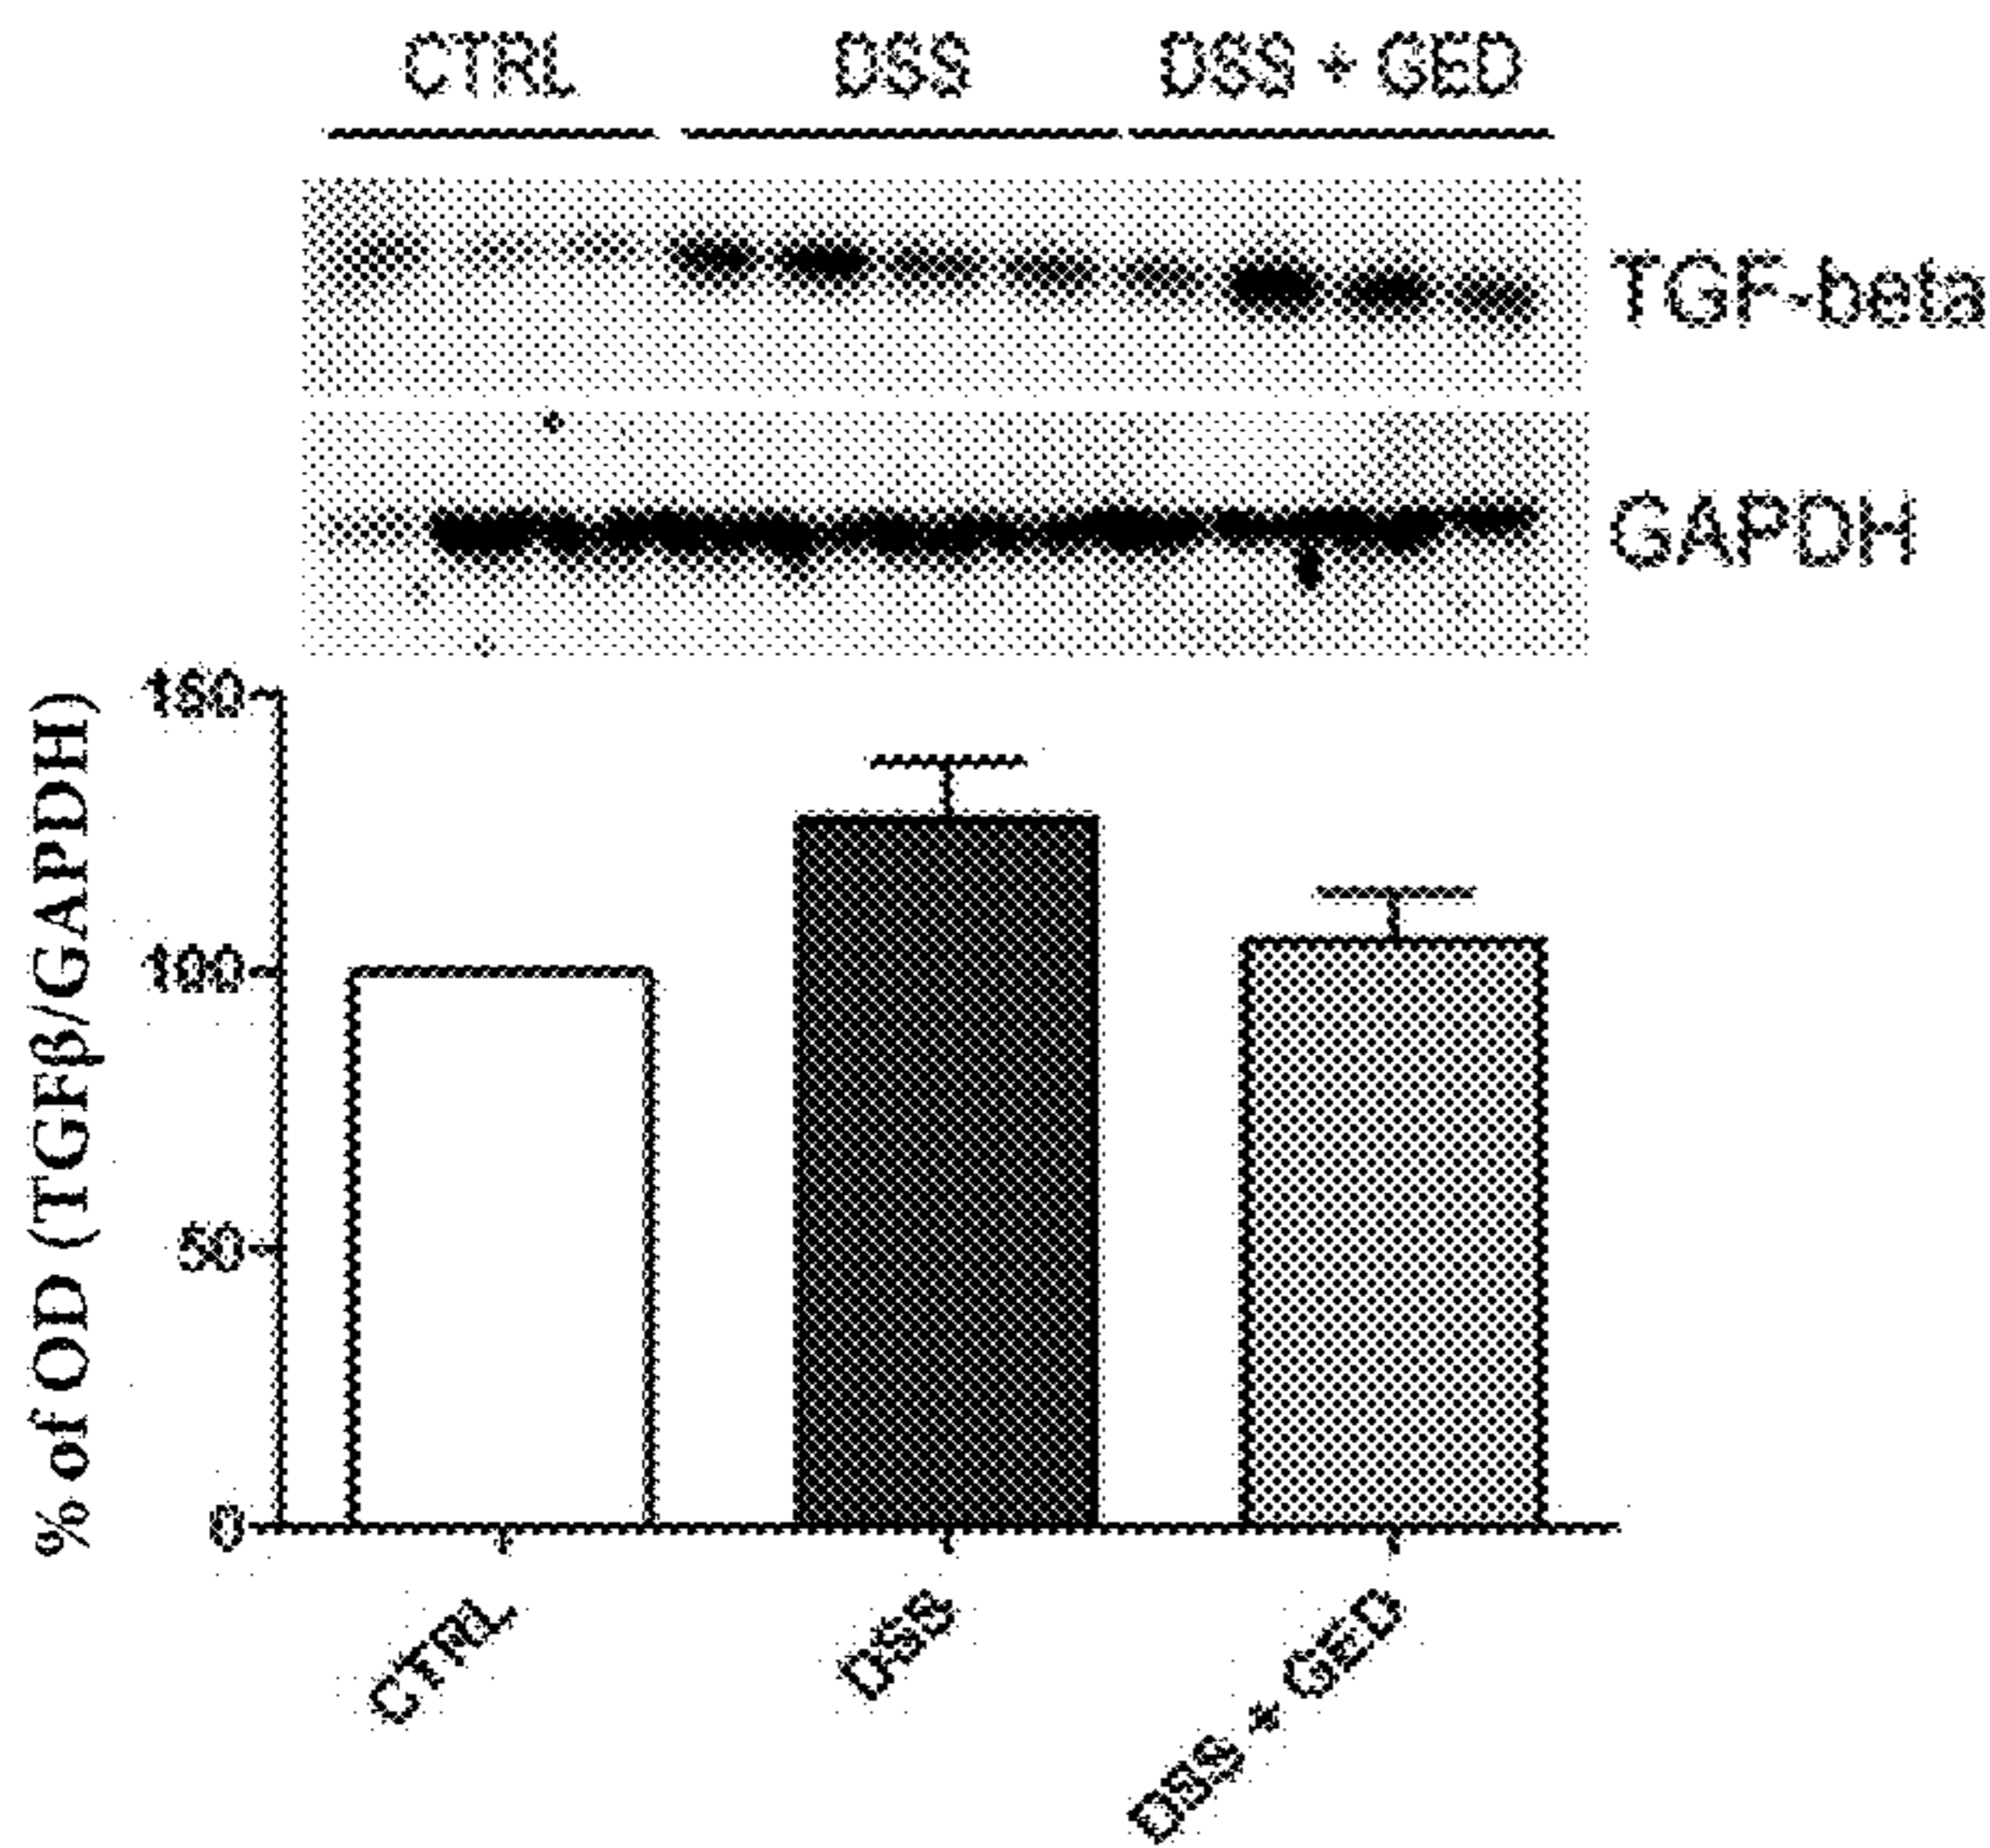 CTRL DSS DSS + GED
TGF-beta
GAPDH
% of OD (TGFβ/GAPDH)
150
100
50
0
CTRL
DSS
DSS + GED